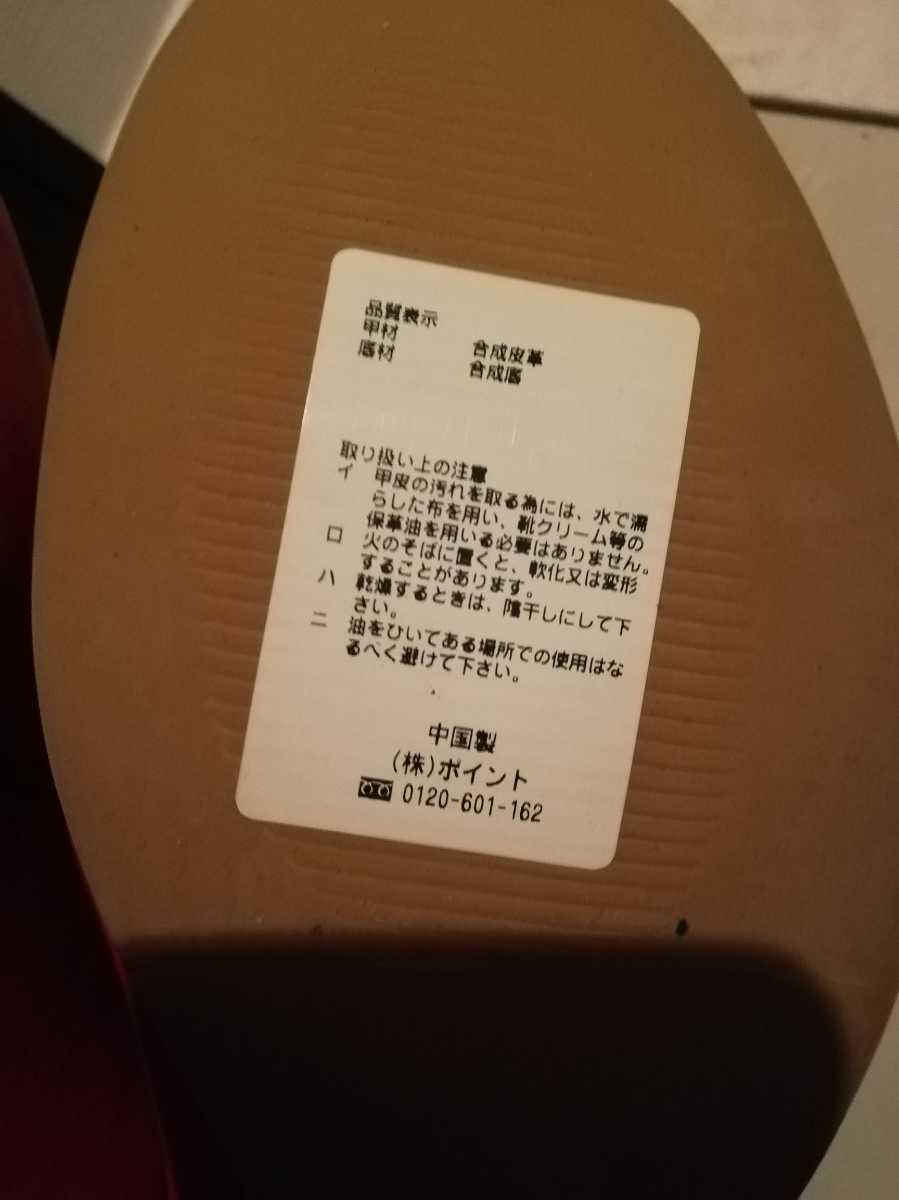 品質表示
甲材 合成皮革
底材 合成底
取り扱い上の注意
イ 甲皮の汚れを取る為には、水で濡
らした布を用い、靴クリーム等の
保革油を用いる必要はありません。
ロ 火のそばに置くと、軟化又は変形
することがあります。
ハ 乾燥するときは、陰干しにして下
さい。
ニ 油をひいてある場所での使用はな
るべく避けて下さい。
中国製
(株)ポイント
0120-601-162